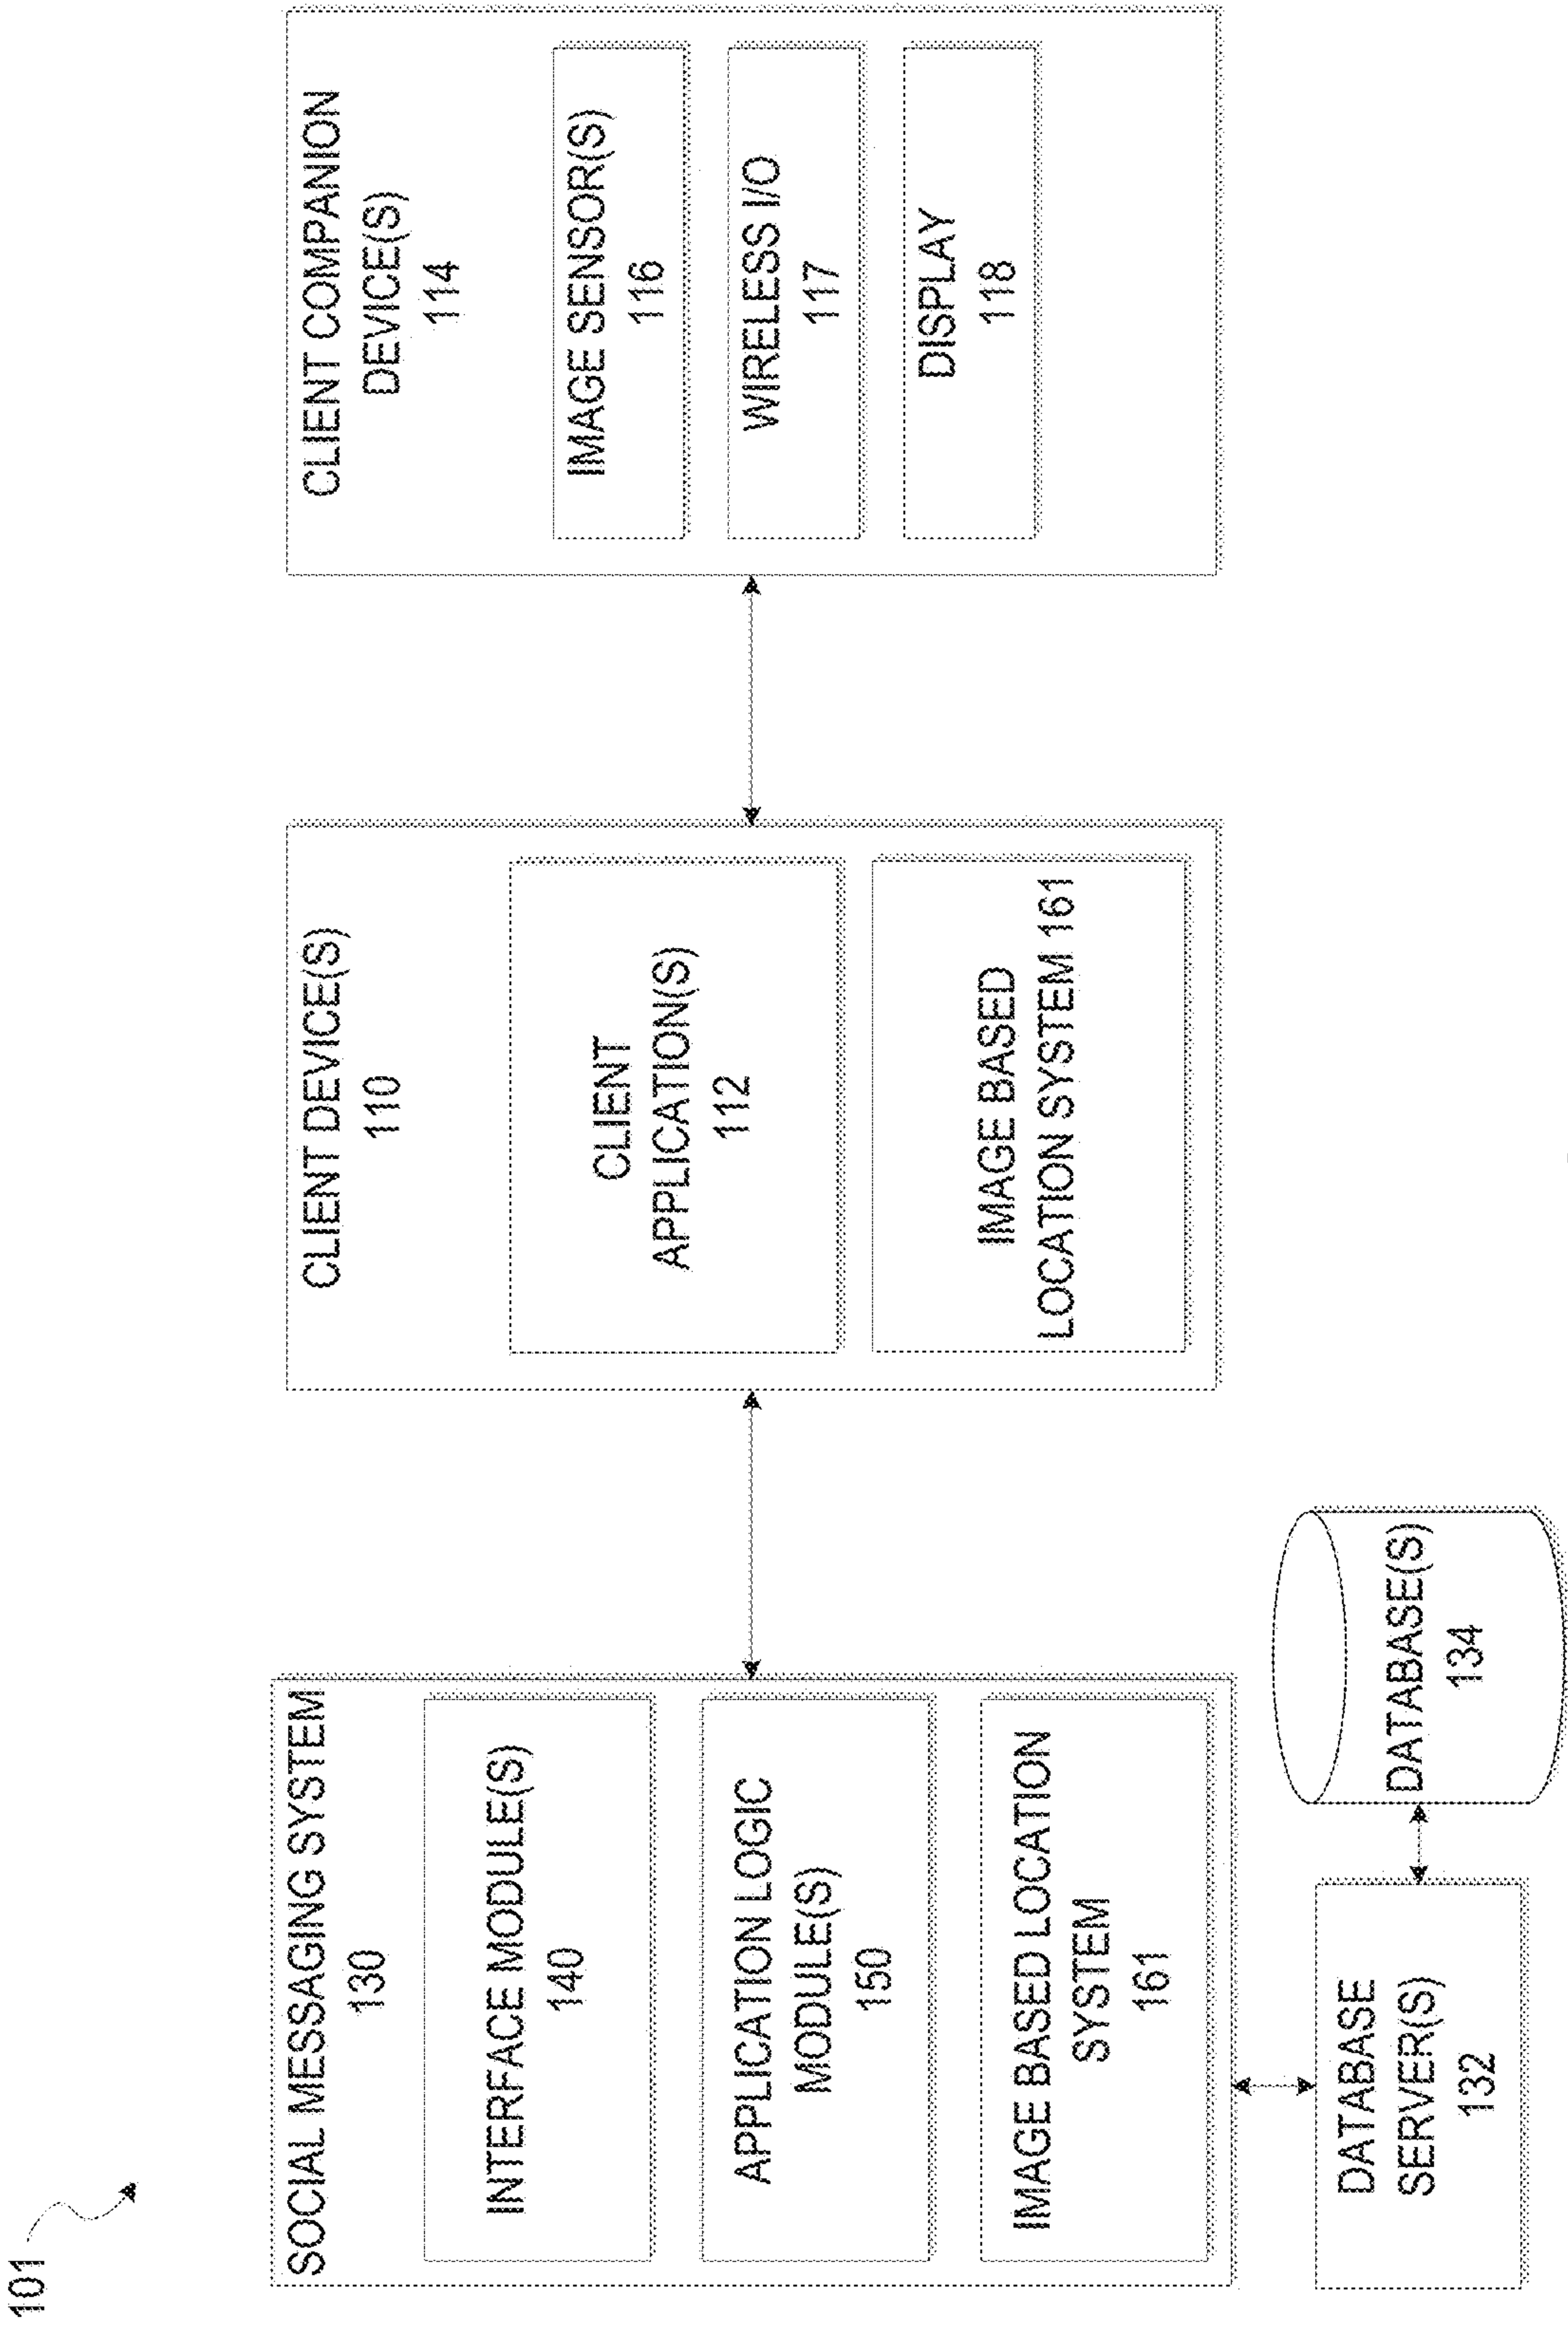 101
SOCIAL MESSAGING SYSTEM
130
INTERFACE MODULE(S)
140
APPLICATION LOGIC
MODULE(S)
150
IMAGE BASED LOCATION
SYSTEM
161
DATABASE
SERVER(S)
132
DATABASE(S)
134
CLIENT DEVICE(S)
110
CLIENT
APPLICATION(S)
112
IMAGE BASED
LOCATION SYSTEM 161
CLIENT COMPANION
DEVICE(S)
114
IMAGE SENSOR(S)
116
WIRELESS I/O
117
DISPLAY
118